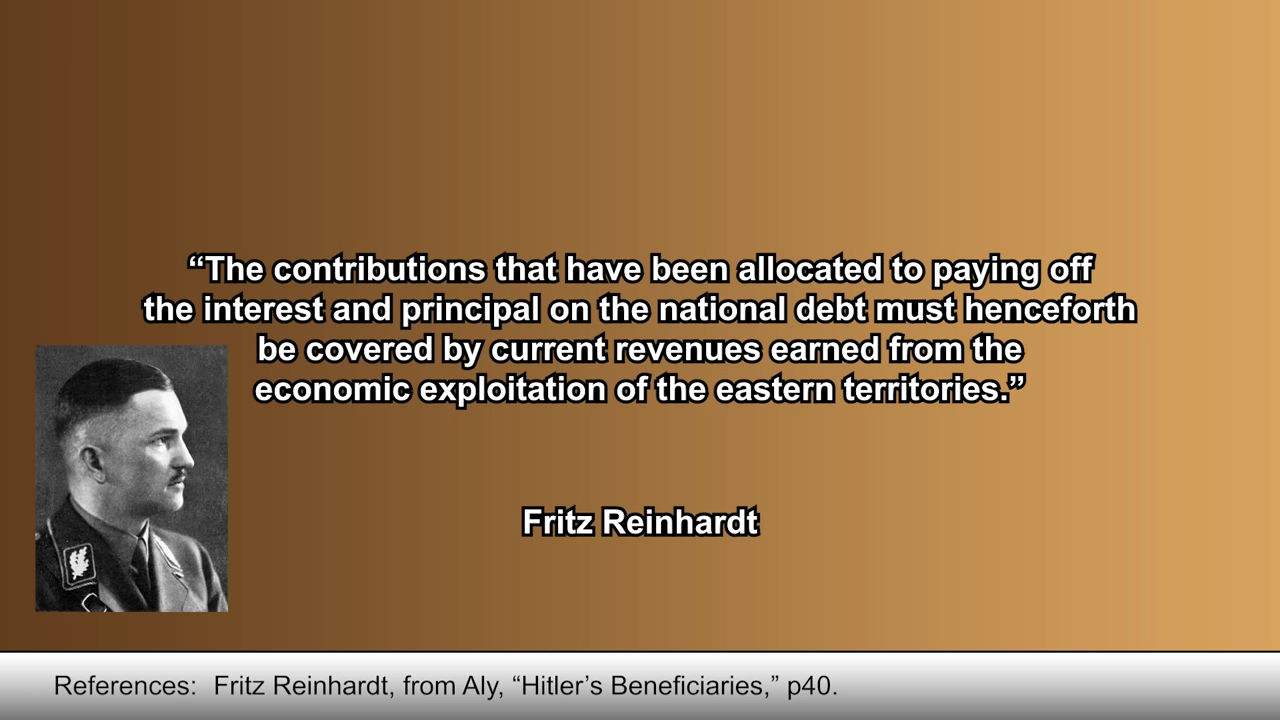 “The contributions that have been allocated to paying off
the interest and principal on the national debt must henceforth
be covered by current revenues earned from the
economic exploitation of the eastern territories.”
Fritz Reinhardt
References:  Fritz Reinhardt, from Aly, “Hitler’s Beneficiaries,” p40.